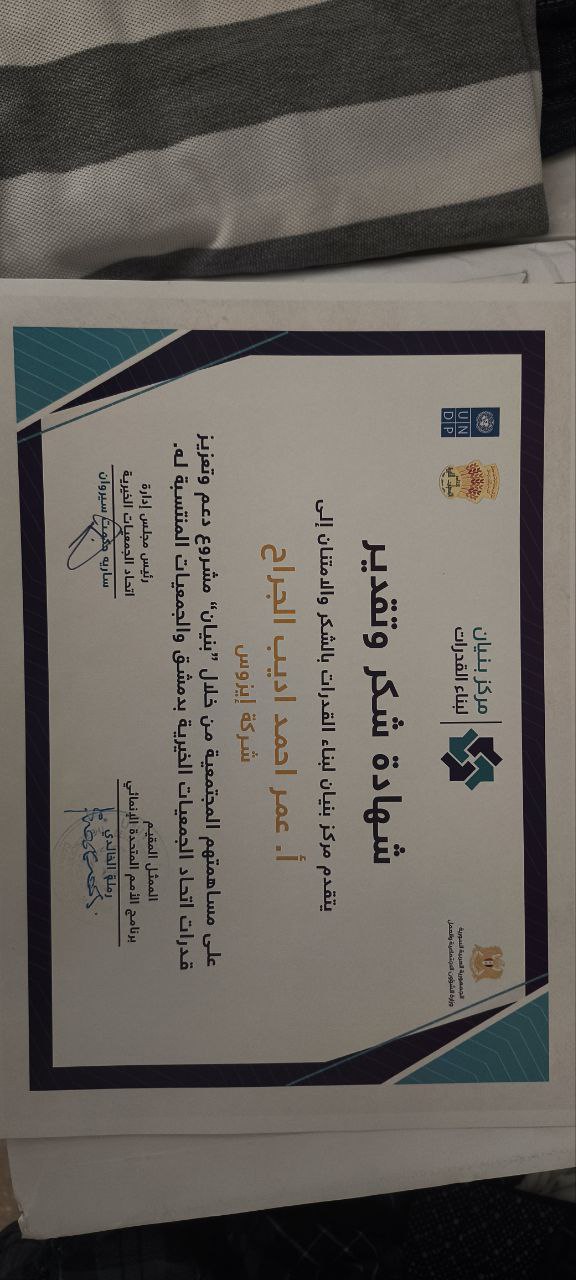 الجمهورية العربية السورية
وزارة الشؤون الاجتماعية والعمل
مركز بنيان
لبناء القدرات
UN
DP
شهادة شكر وتقدير
يتقدم مركز بنيان لبناء القدرات بالشكر والامتنان إلى
أ. عمر احمد اديب الجراح
شركة إيزوس
على مساهمتهم المجتمعية من خلال "بنيان" مشروع دعم وتعزيز
قدرات اتحاد الجمعيات الخيرية بدمشق والجمعيات المنتسبة له.
الممثل المقيم
برنامج الأمم المتحدة الإنمائي
رملة الخالدي
رئيس مجلس إدارة
اتحاد الجمعيات الخيرية
سارية حكمت سيروان